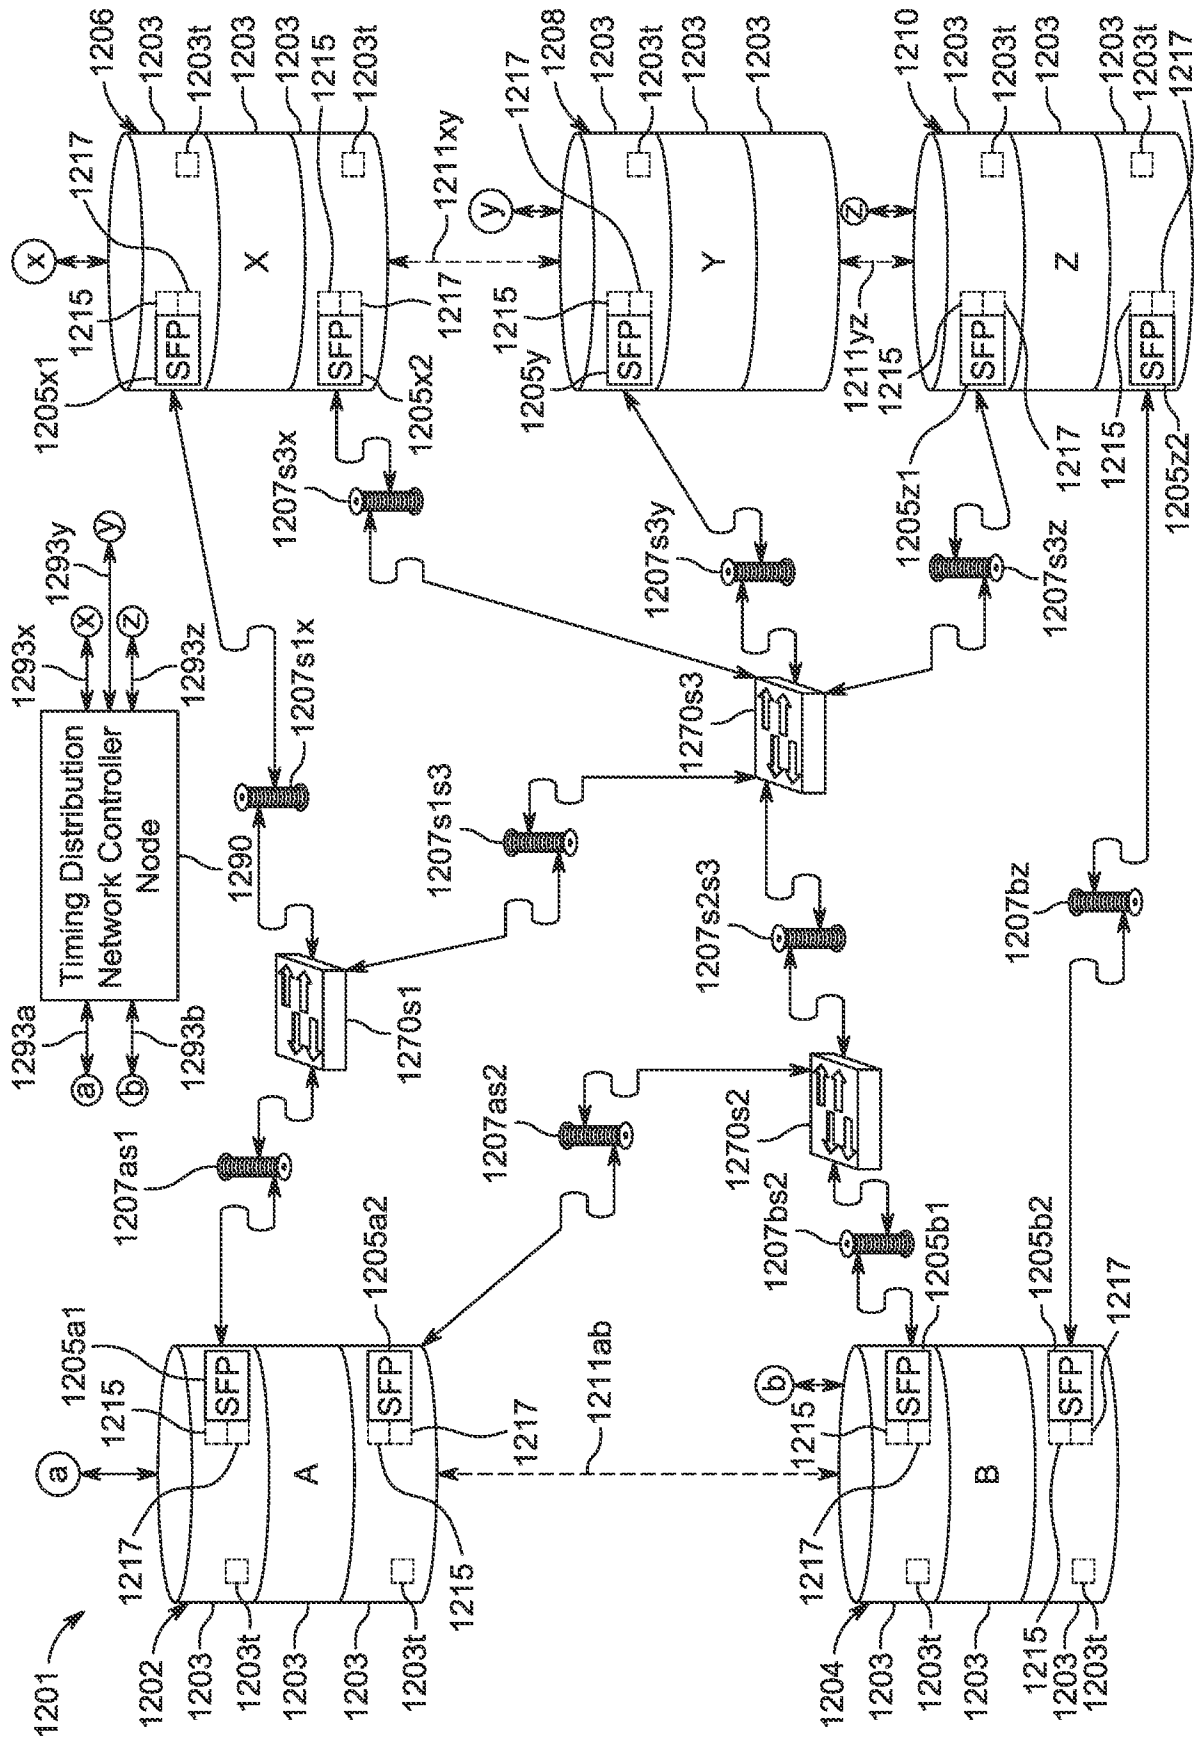 1201
1293a
1293x
x
a
1293y
1205x1
1205a1
a
Timing Distribution
x
1215
1217
1206
1202
1215
y
1203
b
Network Controller
z
1217
Node
1293b
1293z
SFP
1203t
1203
1207as1
1290
SFP
1203t
1203
1207s1x
1207s3x
X
1203
1203
A
1203
1215
1203
1205a2
1270s1
SFP
1203t
1203t
SFP
1205x2
1217
1215
1207s1s3
1211xy
1207as2
y
1217
1215
1217
1205y
1208
1211ab
1203
SFP
1203t
1207s3y
1203
1270s3
Y
1207s2s3
1203
1270s2
1207bs2
b
1215
1204
1217
1203
1211yz
z
1215
1205z1
1210
SFP
1203t
1205b1
1203
SFP
1203t
1203
B
1207bz
1207s3z
1217
Z
1203
1215
1205b2
1203
1203t
SFP
1217
1215
SFP
1203
1203t
1205z2
1217